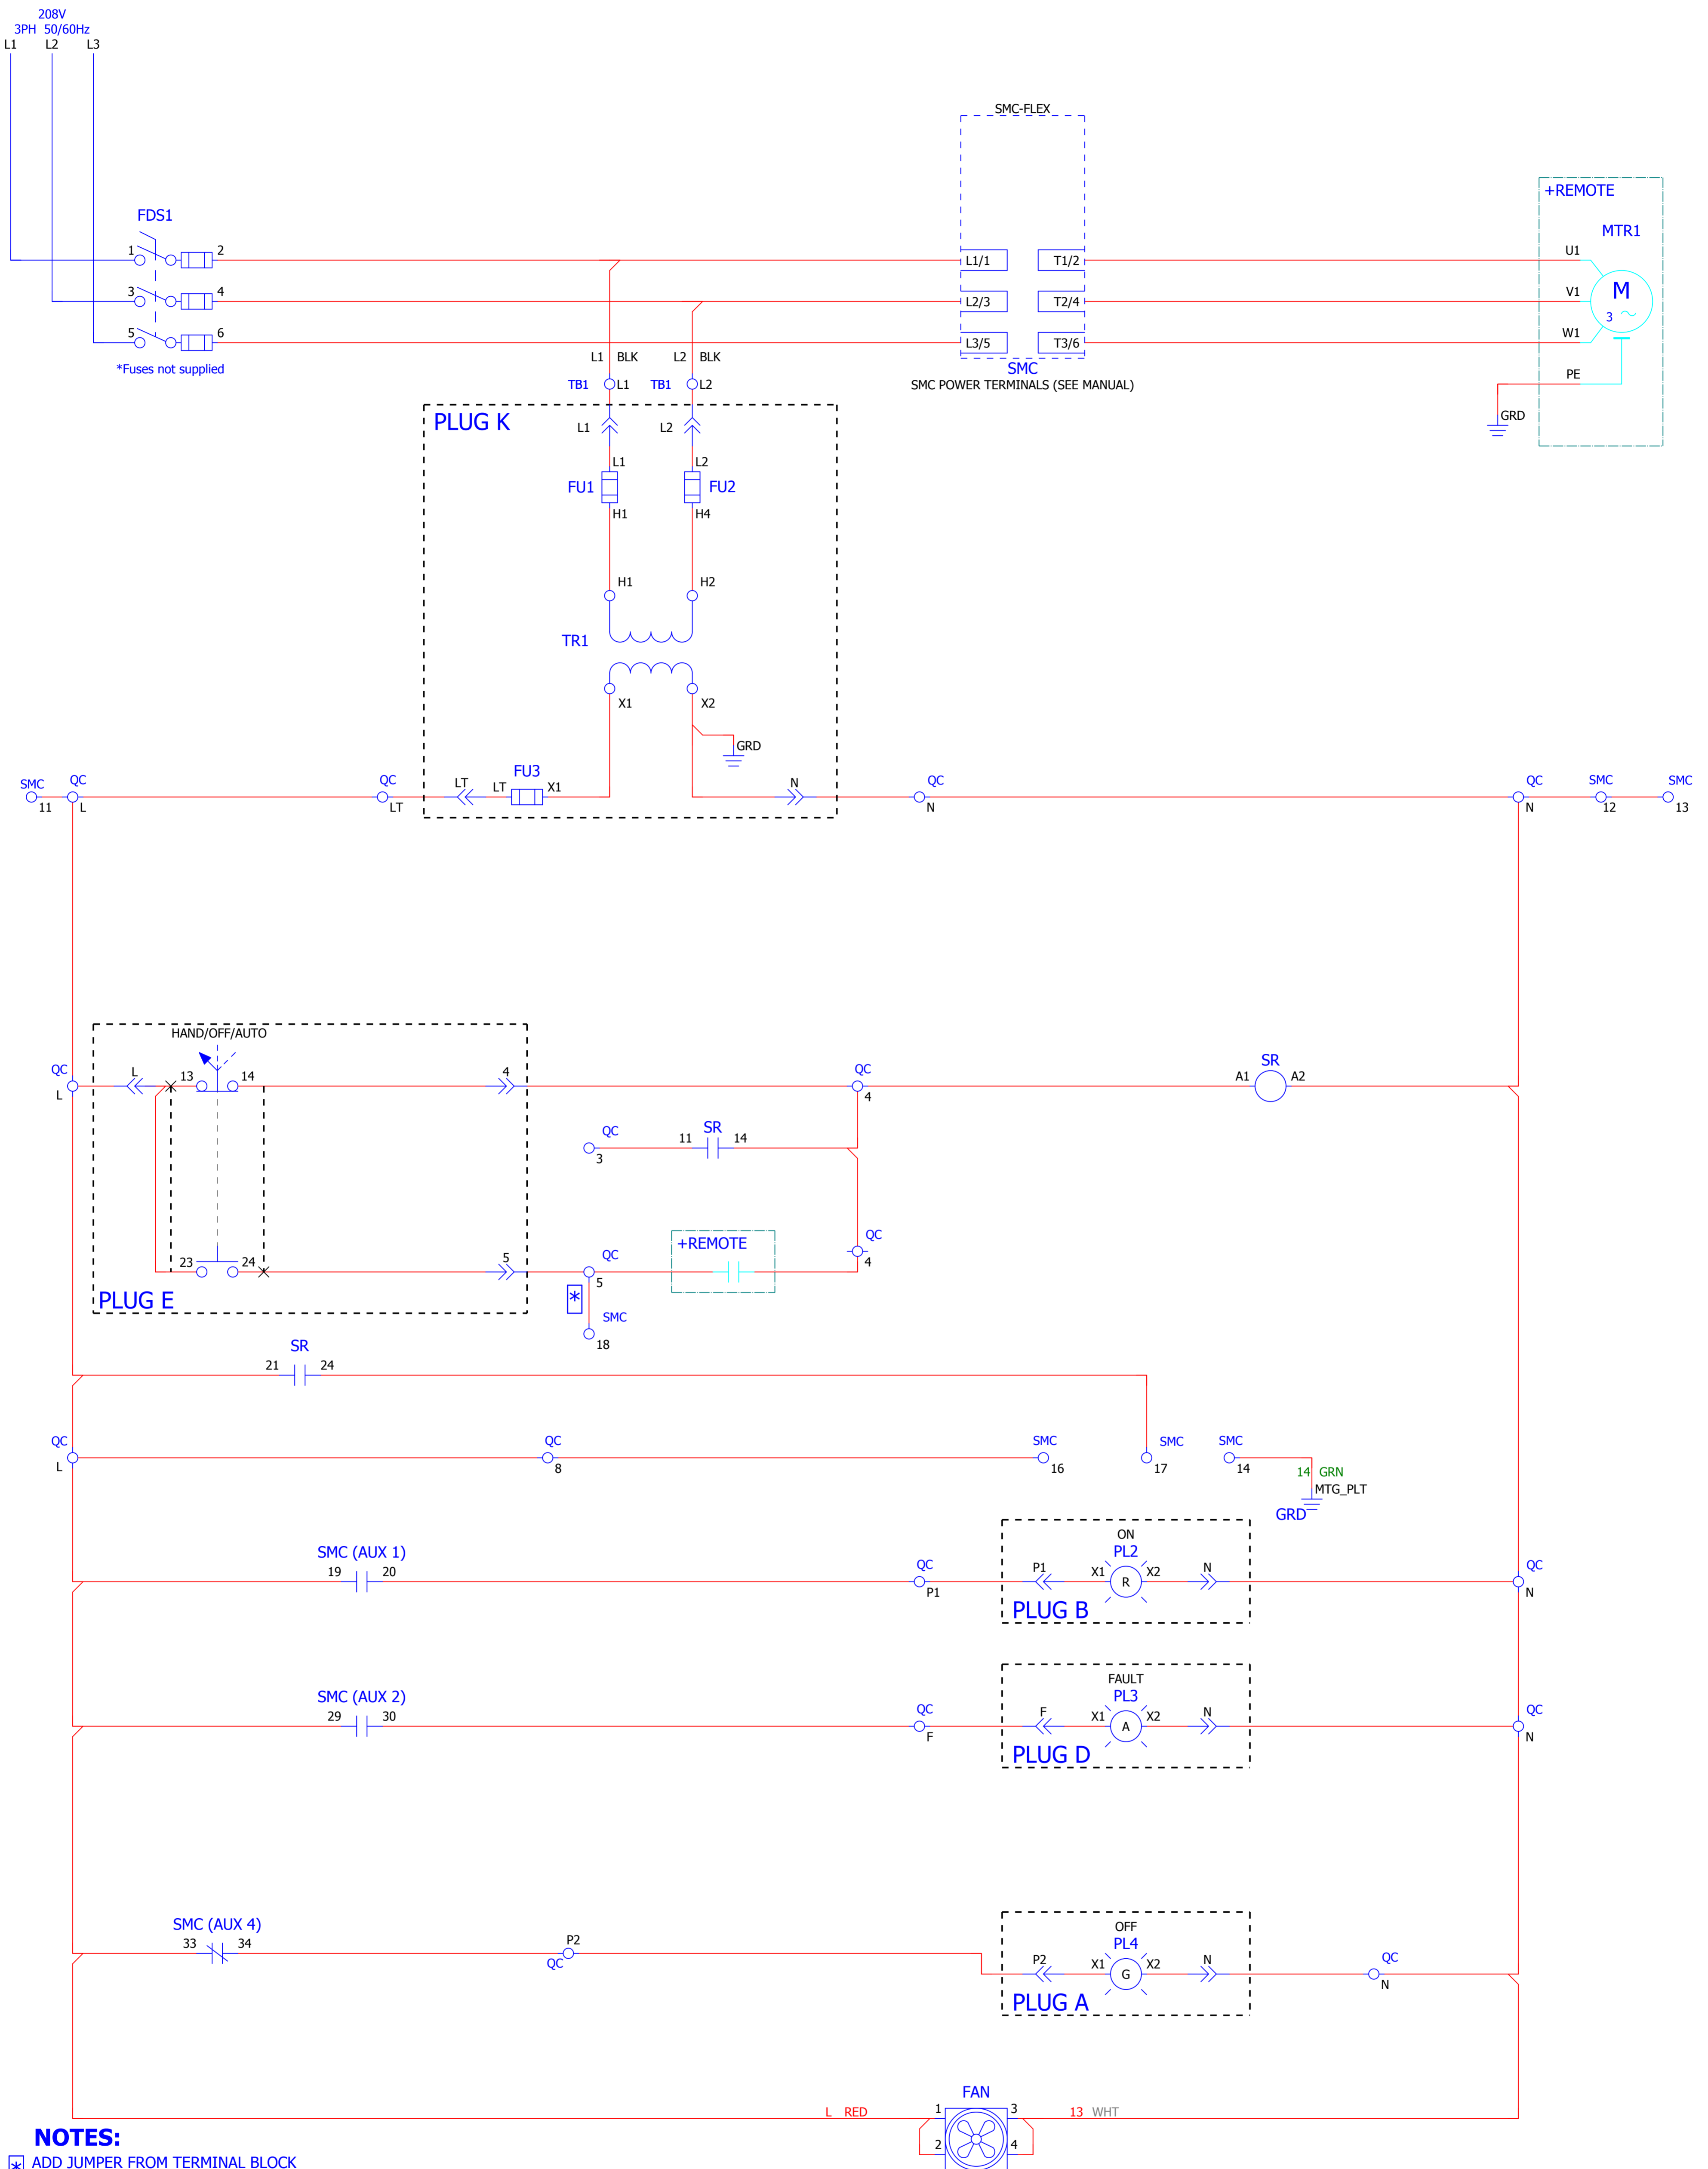 208V
3PH 50/60Hz
L1 L2 L3
SMC-FLEX
+REMOTE
FDS1
MTR1
1 2 L1/1 T1/2 U1
3 4 L2/3 T2/4 V1 M
3
5 6 L3/5 T3/6 W1
*Fuses not supplied
L1 BLK L2 BLK
SMC
SMC POWER TERMINALS (SEE MANUAL)
PE
TB1 L1 TB1 L2
GRD
PLUG K
L1 L2
L1 L2
FU1 FU2
H1 H4
H1 H2
TR1
X1 X2
GRD
SMC QC QC LT LT FU3 X1 N QC QC SMC SMC
11 L LT N N 12 13
HAND/OFF/AUTO
QC L 13 14 4 QC A1 SR A2
L 4
QC 11 SR 14
3
+REMOTE QC
23 24 5 QC 4
5
PLUG E
*
SMC
18
SR
21 24
QC QC SMC SMC SMC
L 8 16 17 14
14 GRN
MTG_PLT
GRD
ON
SMC (AUX 1) PL2
19 20 QC P1 X1 R X2 N QC
P1 N
PLUG B
FAULT
SMC (AUX 2) PL3
29 30 QC F X1 A X2 N QC
F N
PLUG D
OFF
SMC (AUX 4) PL4
33 34 P2
QC
P2 X1 G X2 N QC
N
PLUG A
FAN
L RED 1 3 13 WHT
2 4
NOTES:
* ADD JUMPER FROM TERMINAL BLOCK